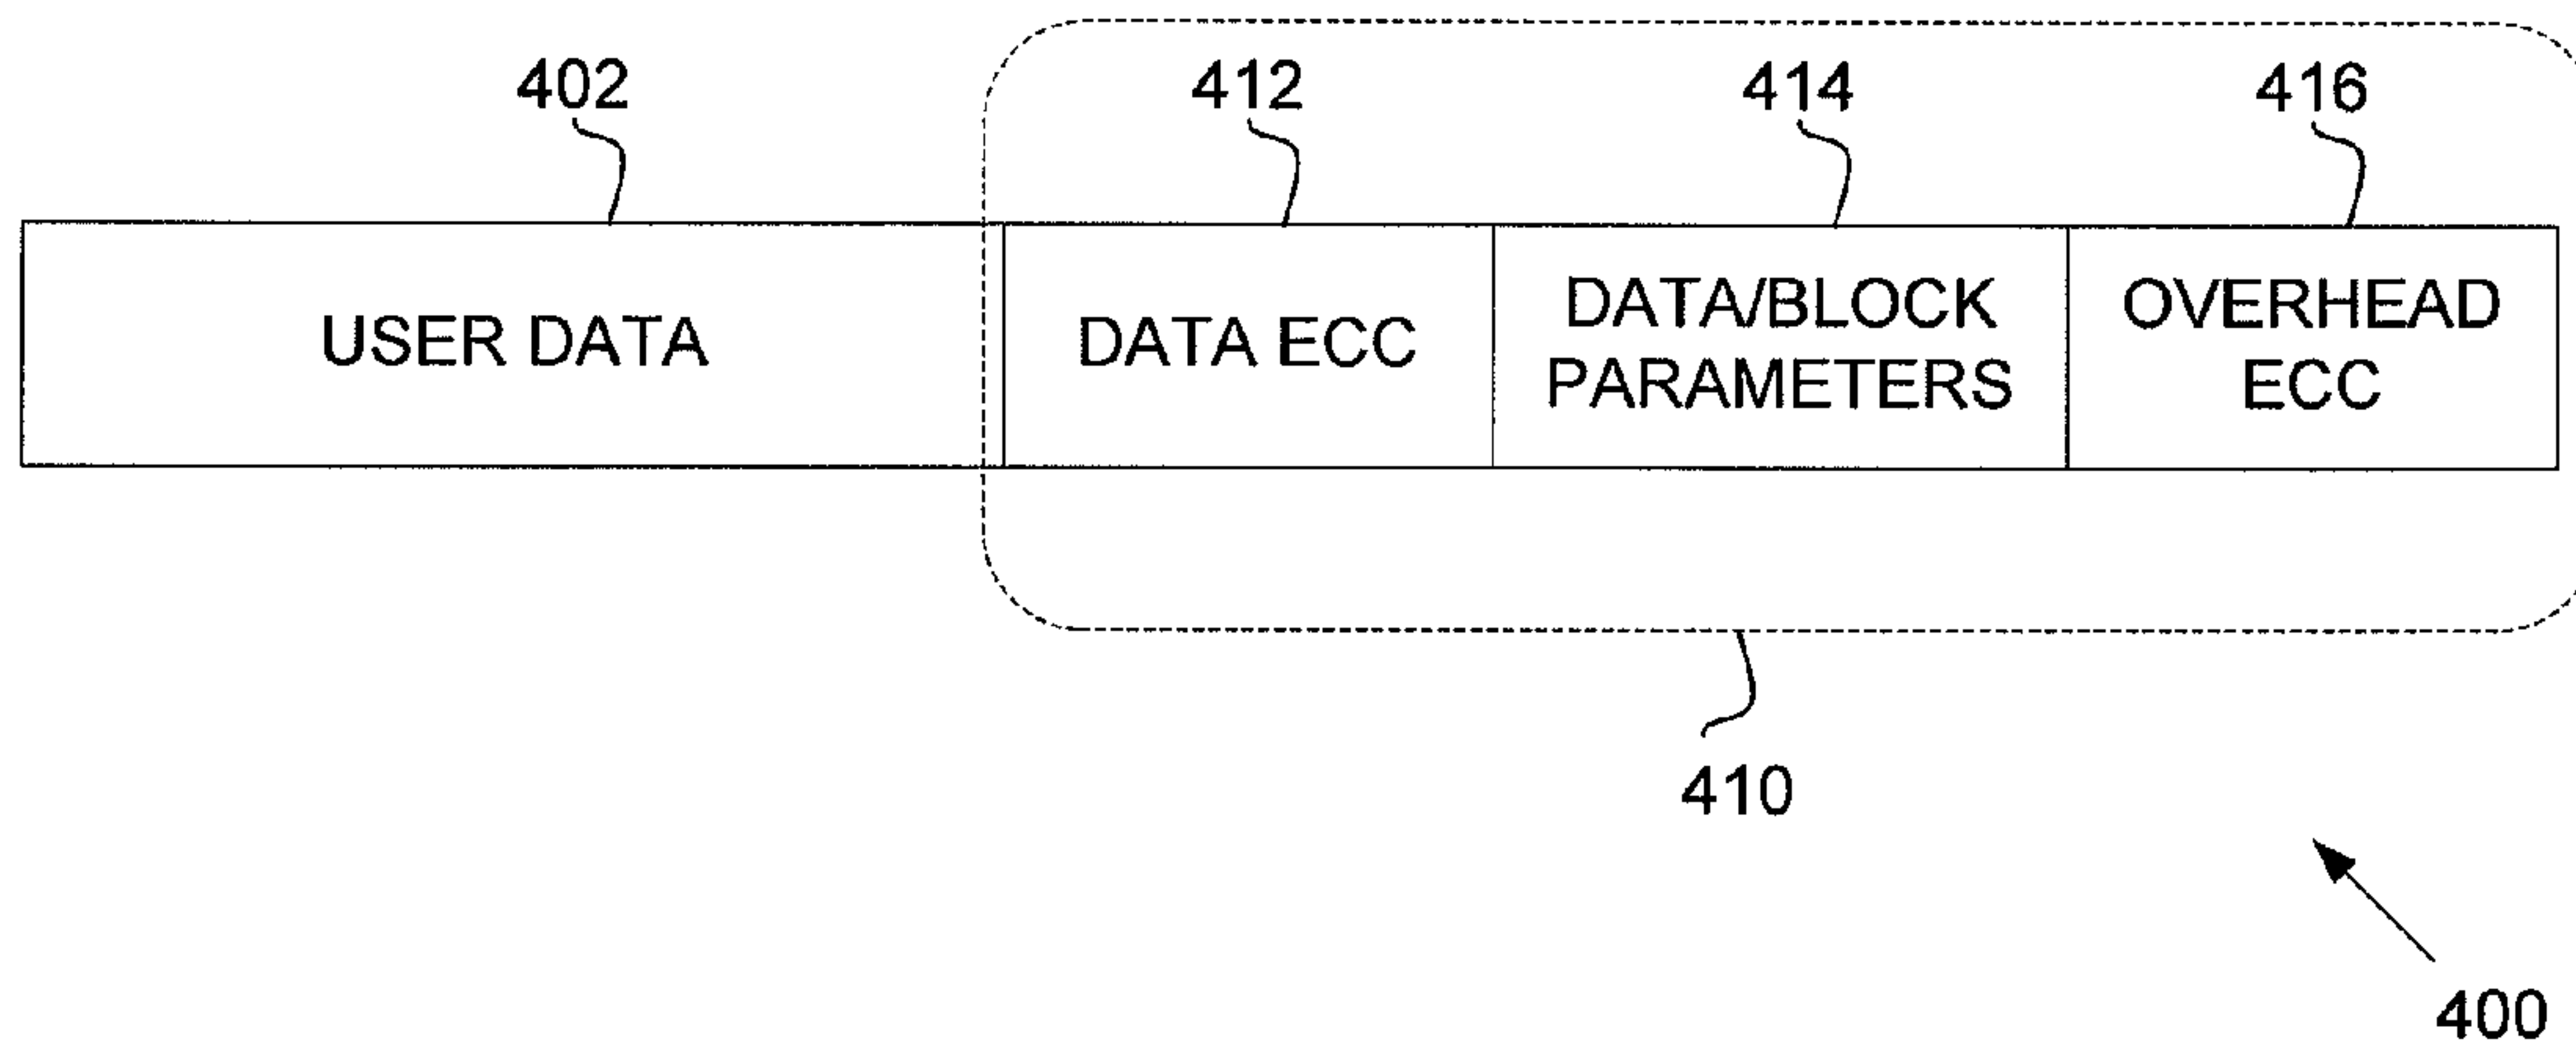 402
412
414
416
USER DATA
DATA ECC
DATA/BLOCK
PARAMETERS
OVERHEAD
ECC
410
400